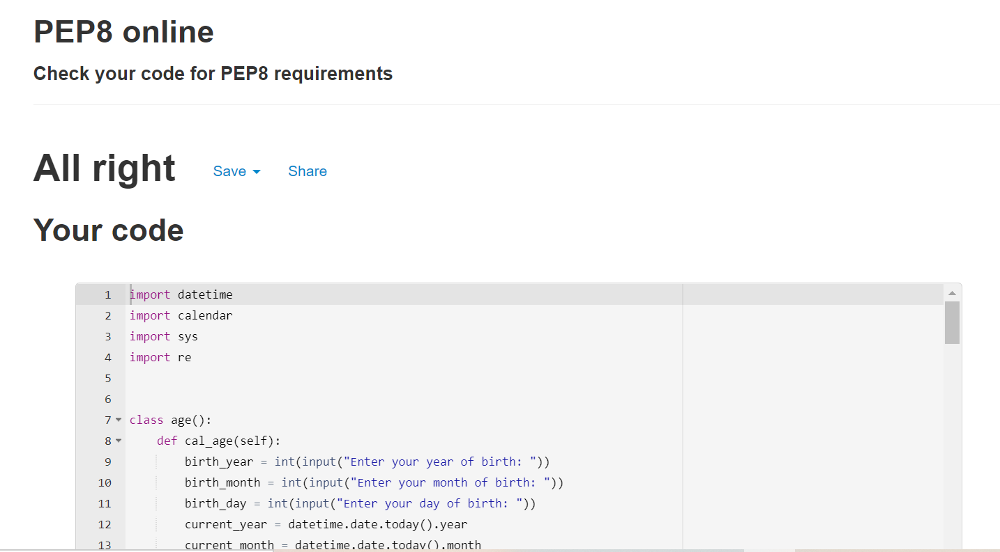 PEP8 online
Check your code for PEP8 requirements
All right Save Share
Your code
1 import datetime
2 import calendar
3 import sys
4 import re
5
6
7 class age():
8 def cal_age(self):
9 birth_year = int(input("Enter your year of birth: "))
10 birth_month = int(input("Enter your month of birth: "))
11 birth_day = int(input("Enter your day of birth: "))
12 current_year = datetime.date.today().year
13 current_month = datetime.date.today().month